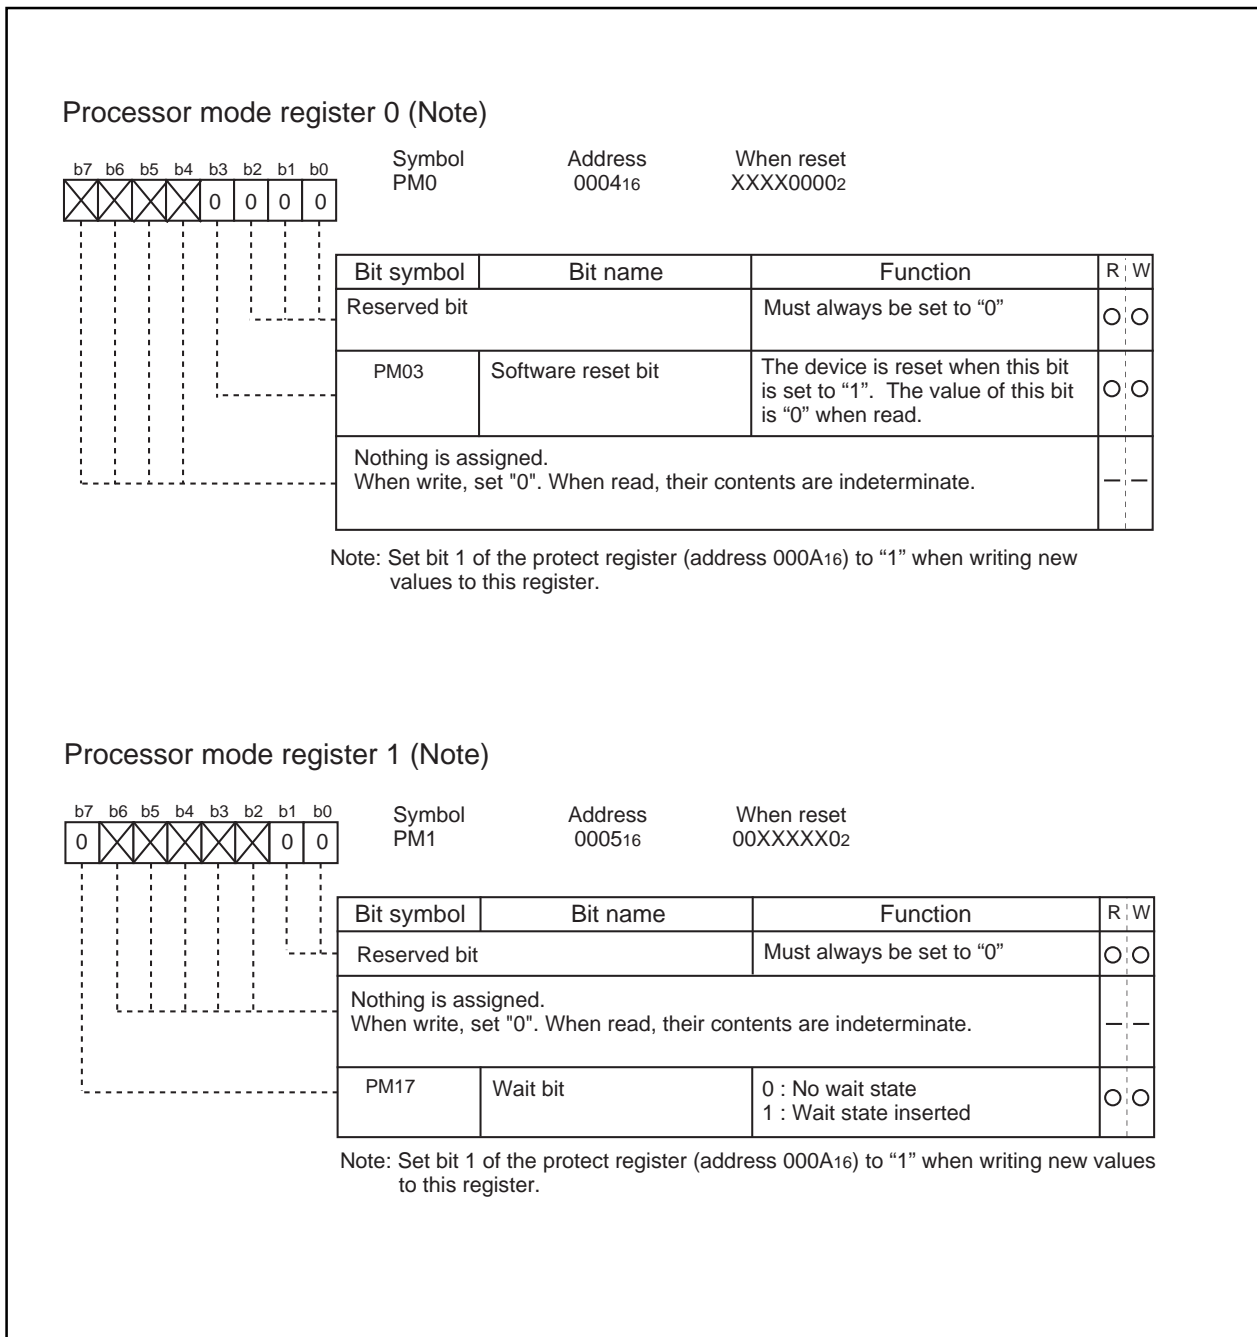 Processor mode register 0 (Note)
b7 b6 b5 b4 b3 b2 b1 b0
0 0 0 0
Symbol Address When reset
PM0 000416 XXXX00002
Bit symbol Bit name Function R W
Reserved bit Must always be set to “0”
PM03 Software reset bit The device is reset when this bit
is set to “1”. The value of this bit
is “0” when read.
Nothing is assigned.
When write, set "0". When read, their contents are indeterminate.
Note: Set bit 1 of the protect register (address 000A16) to “1” when writing new
values to this register.
Processor mode register 1 (Note)
b7 b6 b5 b4 b3 b2 b1 b0
0 0 0
Symbol Address When reset
PM1 000516 00XXXXX02
Bit symbol Bit name Function R W
Reserved bit Must always be set to “0”
Nothing is assigned.
When write, set "0". When read, their contents are indeterminate.
PM17 Wait bit 0 : No wait state
1 : Wait state inserted
Note: Set bit 1 of the protect register (address 000A16) to “1” when writing new values
to this register.